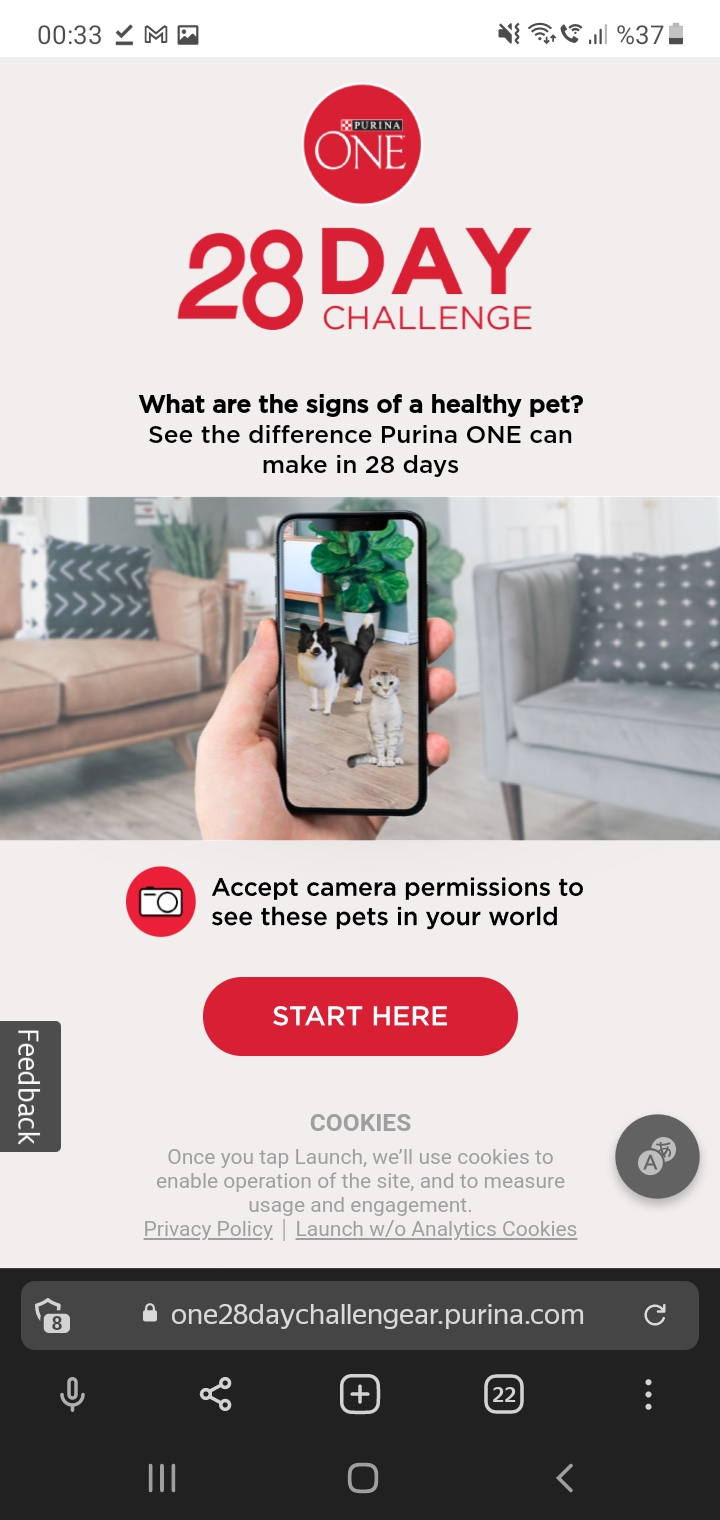 00:33
%37
PURINA
ONE
28 DAY
CHALLENGE
What are the signs of a healthy pet?
See the difference Purina ONE can
make in 28 days
Accept camera permissions to
see these pets in your world
START HERE
Feedback
COOKIES
Once you tap Launch, we’ll use cookies to
enable operation of the site, and to measure
usage and engagement.
Privacy Policy | Launch w/o Analytics Cookies
A あ
8
one28daychallengear.purina.com
22